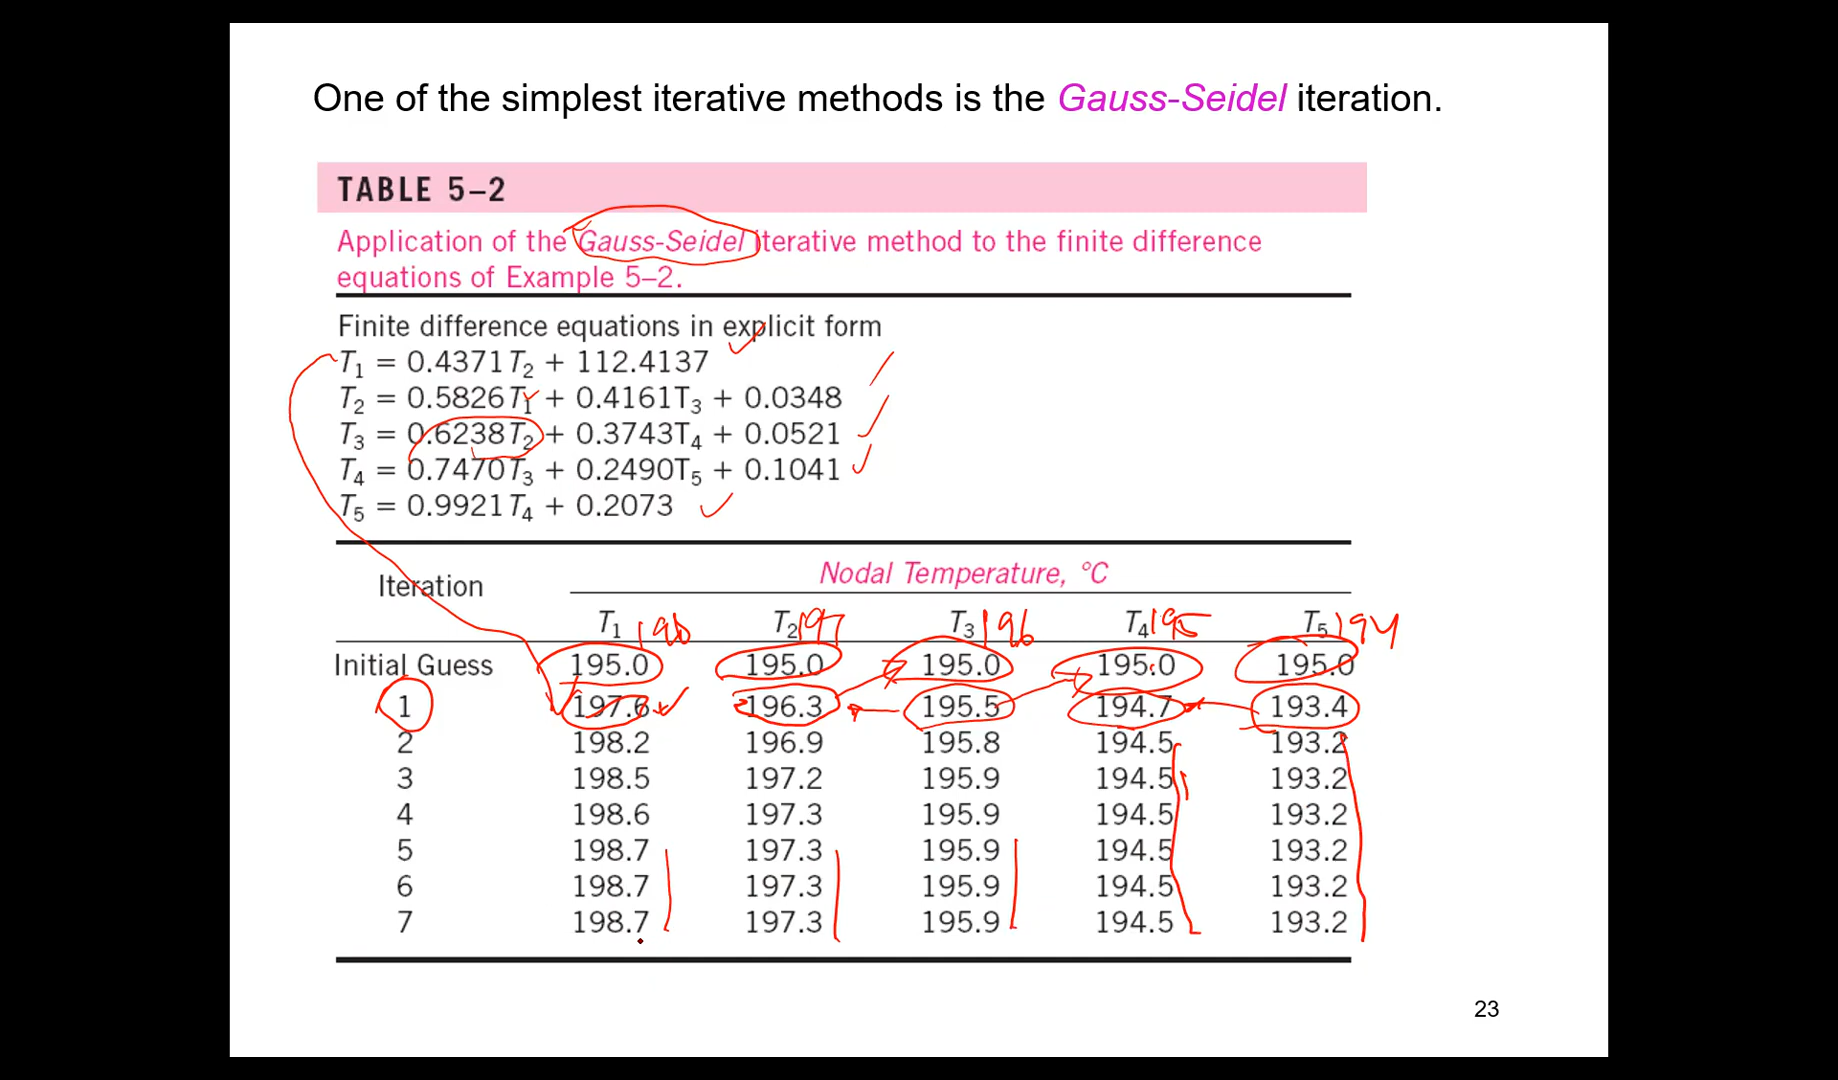 One of the simplest iterative methods is the Gauss-Seidel iteration.
TABLE 5–2
Application of the Gauss-Seidel iterative method to the finite difference
equations of Example 5–2.
Finite difference equations in explicit form
T1 = 0.4371T2 + 112.4137
T2 = 0.5826T1 + 0.4161T3 + 0.0348
T3 = 0.6238T2 + 0.3743T4 + 0.0521
T4 = 0.7470T3 + 0.2490T5 + 0.1041
T5 = 0.9921T4 + 0.2073
Nodal Temperature, °C
Iteration
T1 T2 197 T3 196 T4 195 T5 194
Initial Guess 195.0 195.0 195.0 195.0 195.0
1 197.6 196.3 195.5 194.7 193.4
2 198.2 196.9 195.8 194.5 193.2
3 198.5 197.2 195.9 194.5 193.2
4 198.6 197.3 195.9 194.5 193.2
5 198.7 197.3 195.9 194.5 193.2
6 198.7 197.3 195.9 194.5 193.2
7 198.7 197.3 195.9 194.5 193.2
23